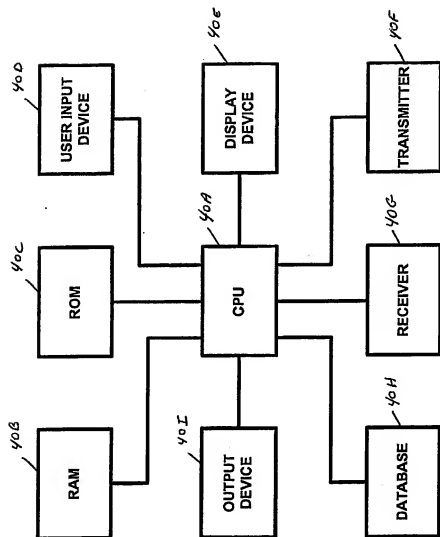 40B
RAM
40C
ROM
40D
USER INPUT
DEVICE
40I
OUTPUT
DEVICE
40A
CPU
40E
DISPLAY
DEVICE
40H
DATABASE
40G
RECEIVER
40F
TRANSMITTER